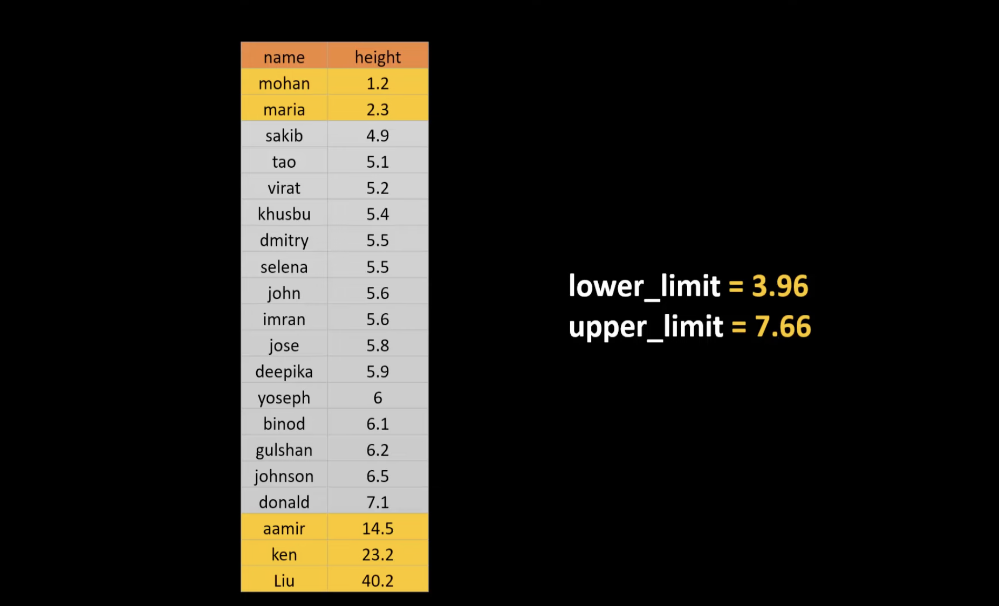 name height
mohan 1.2
maria 2.3
sakib 4.9
tao 5.1
virat 5.2
khusbu 5.4
dmitry 5.5
selena 5.5
john 5.6
imran 5.6
jose 5.8
deepika 5.9
yoseph 6
binod 6.1
gulshan 6.2
johnson 6.5
donald 7.1
aamir 14.5
ken 23.2
Liu 40.2
lower_limit = 3.96
upper_limit = 7.66